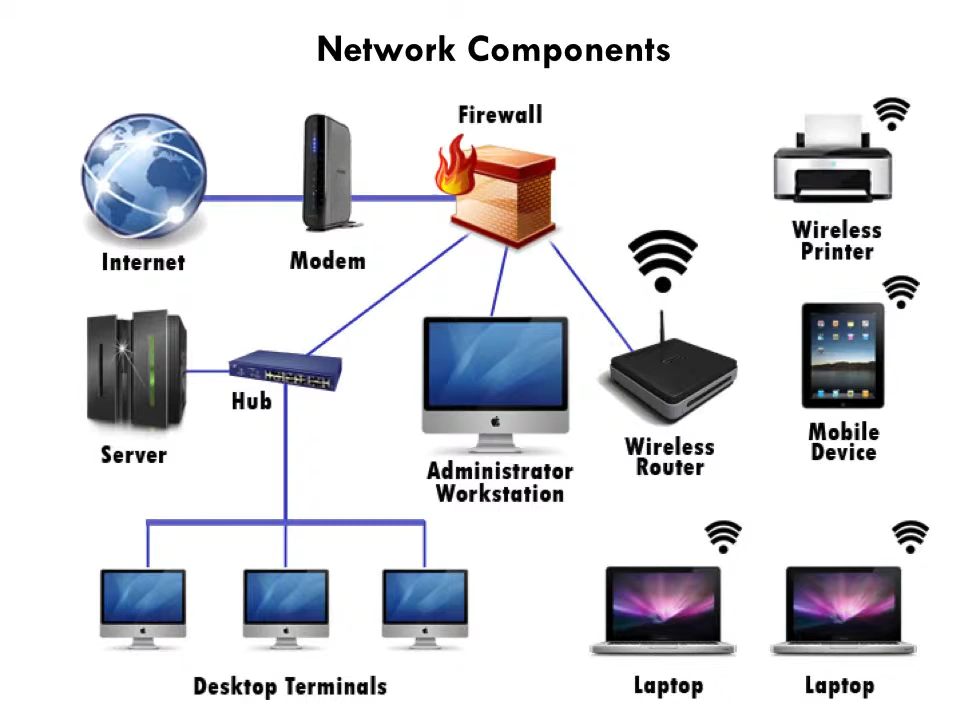 Network Components
Firewall
Internet
Modem
Wireless
Printer
Server
Hub
Administrator
Workstation
Wireless
Router
Mobile
Device
Desktop Terminals
Laptop
Laptop